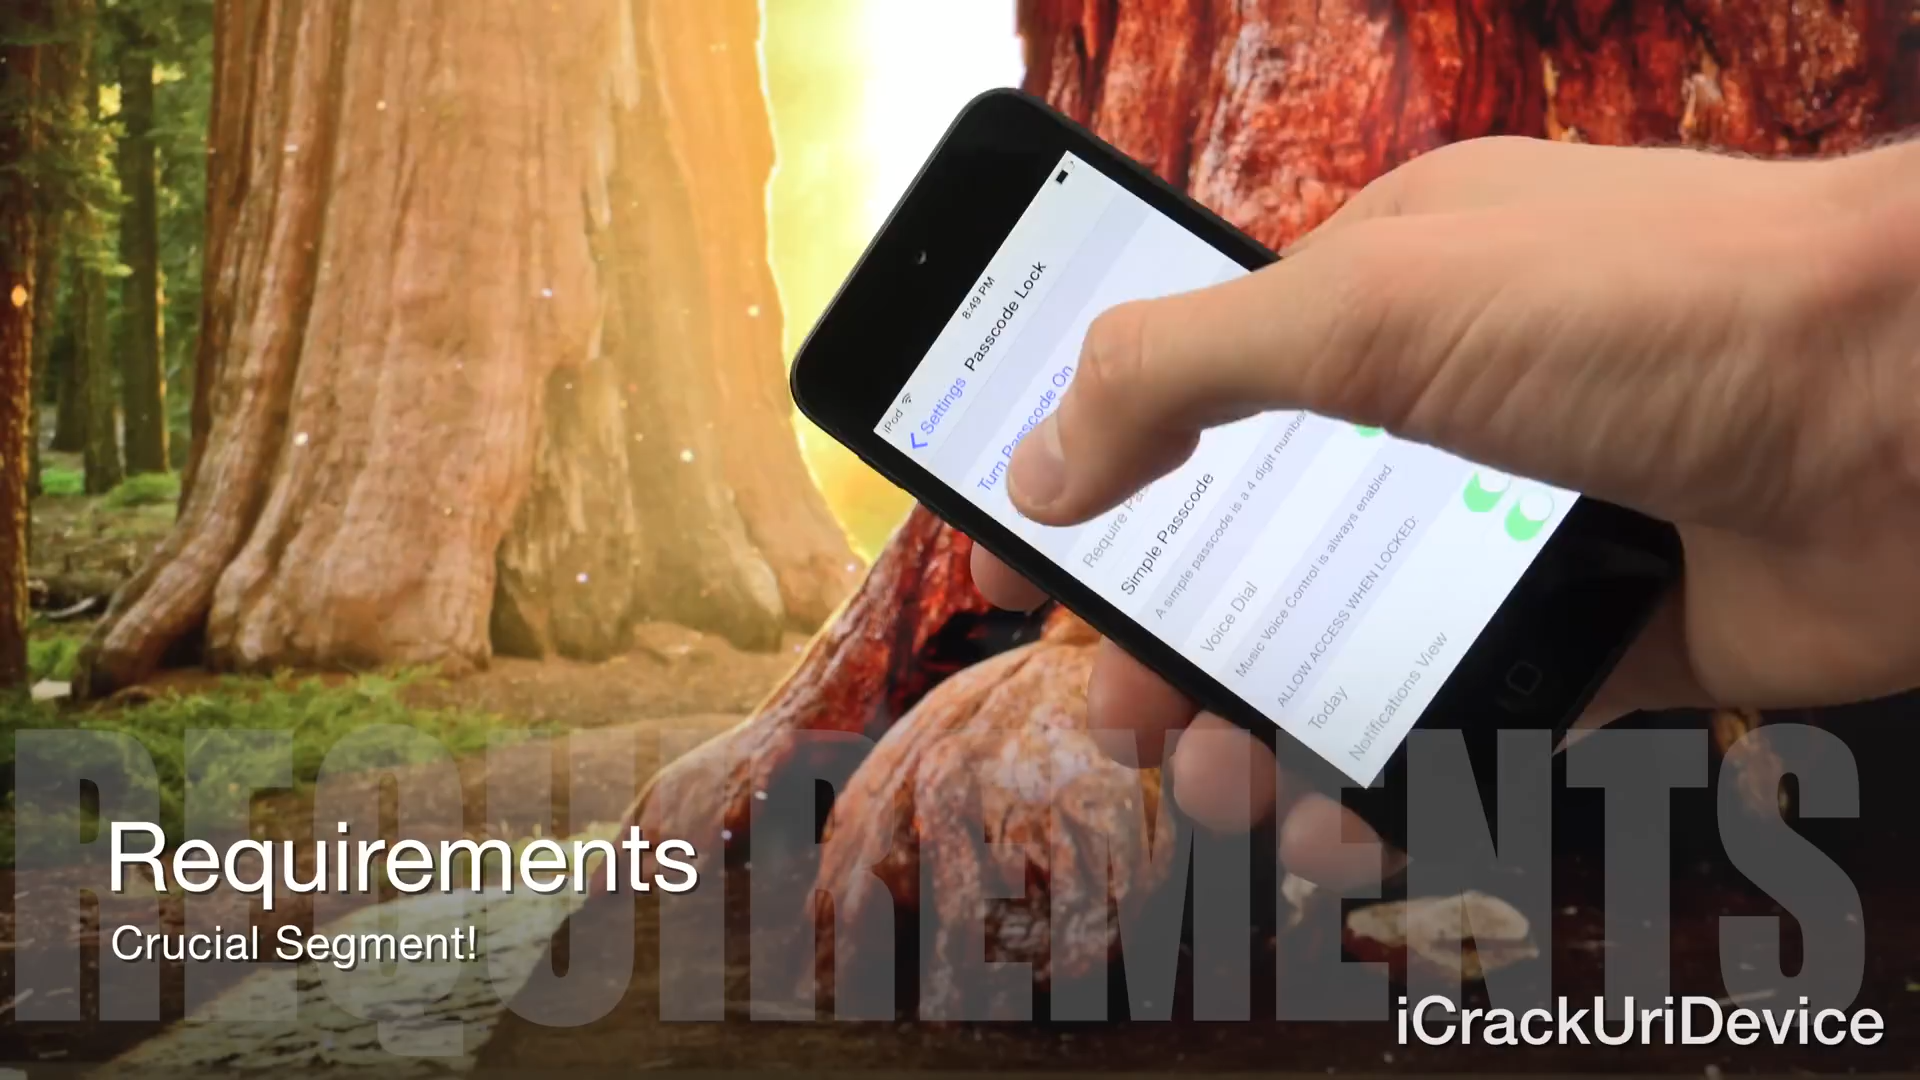 iPod 8:49 PM
Settings Passcode Lock
Turn Passcode On
Require
Simple Passcode
A simple passcode is a 4 digit number
Voice Dial
Music Voice Control is always enabled.
ALLOW ACCESS WHEN LOCKED:
Today
Notifications View
REQUIREMENTS
Requirements
Crucial Segment!
iCrackUriDevice